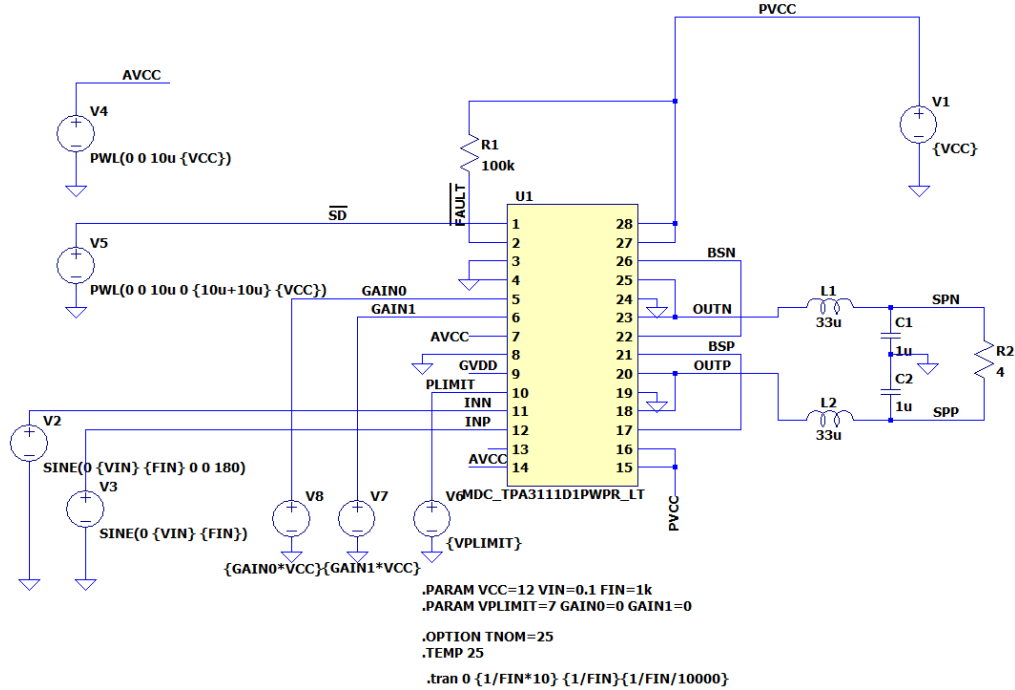 PVCC
AVCC
V4
PWL(0 0 10u {VCC})
V1
{VCC}
R1
100k
FAULT
U1
SD
V5
PWL(0 0 10u 0 {10u+10u} {VCC})
1 28
2 27
3 26 BSN
4 25
GAIN0 5 24
GAIN1 6 23 OUTN
AVCC 7 22
8 21 BSP
GVDD 9 20 OUTP
PLIMIT 10 19
INN 11 18
INP 12 17
13 16
AVCC 14 15
L1
33u
SPN
C1
1u
R2
4
C2
1u
L2
33u
SPP
V2
SINE(0 {VIN} {FIN} 0 0 180)
V3
SINE(0 {VIN} {FIN})
V8
{GAIN0*VCC}
V7
{GAIN1*VCC}
V6
{VPLIMIT}
MDC_TPA3111D1PWPR_LT
PVCC
.PARAM VCC=12 VIN=0.1 FIN=1k
.PARAM VPLIMIT=7 GAIN0=0 GAIN1=0
.OPTION TNOM=25
.TEMP 25
.tran 0 {1/FIN*10} {1/FIN}{1/FIN/10000}